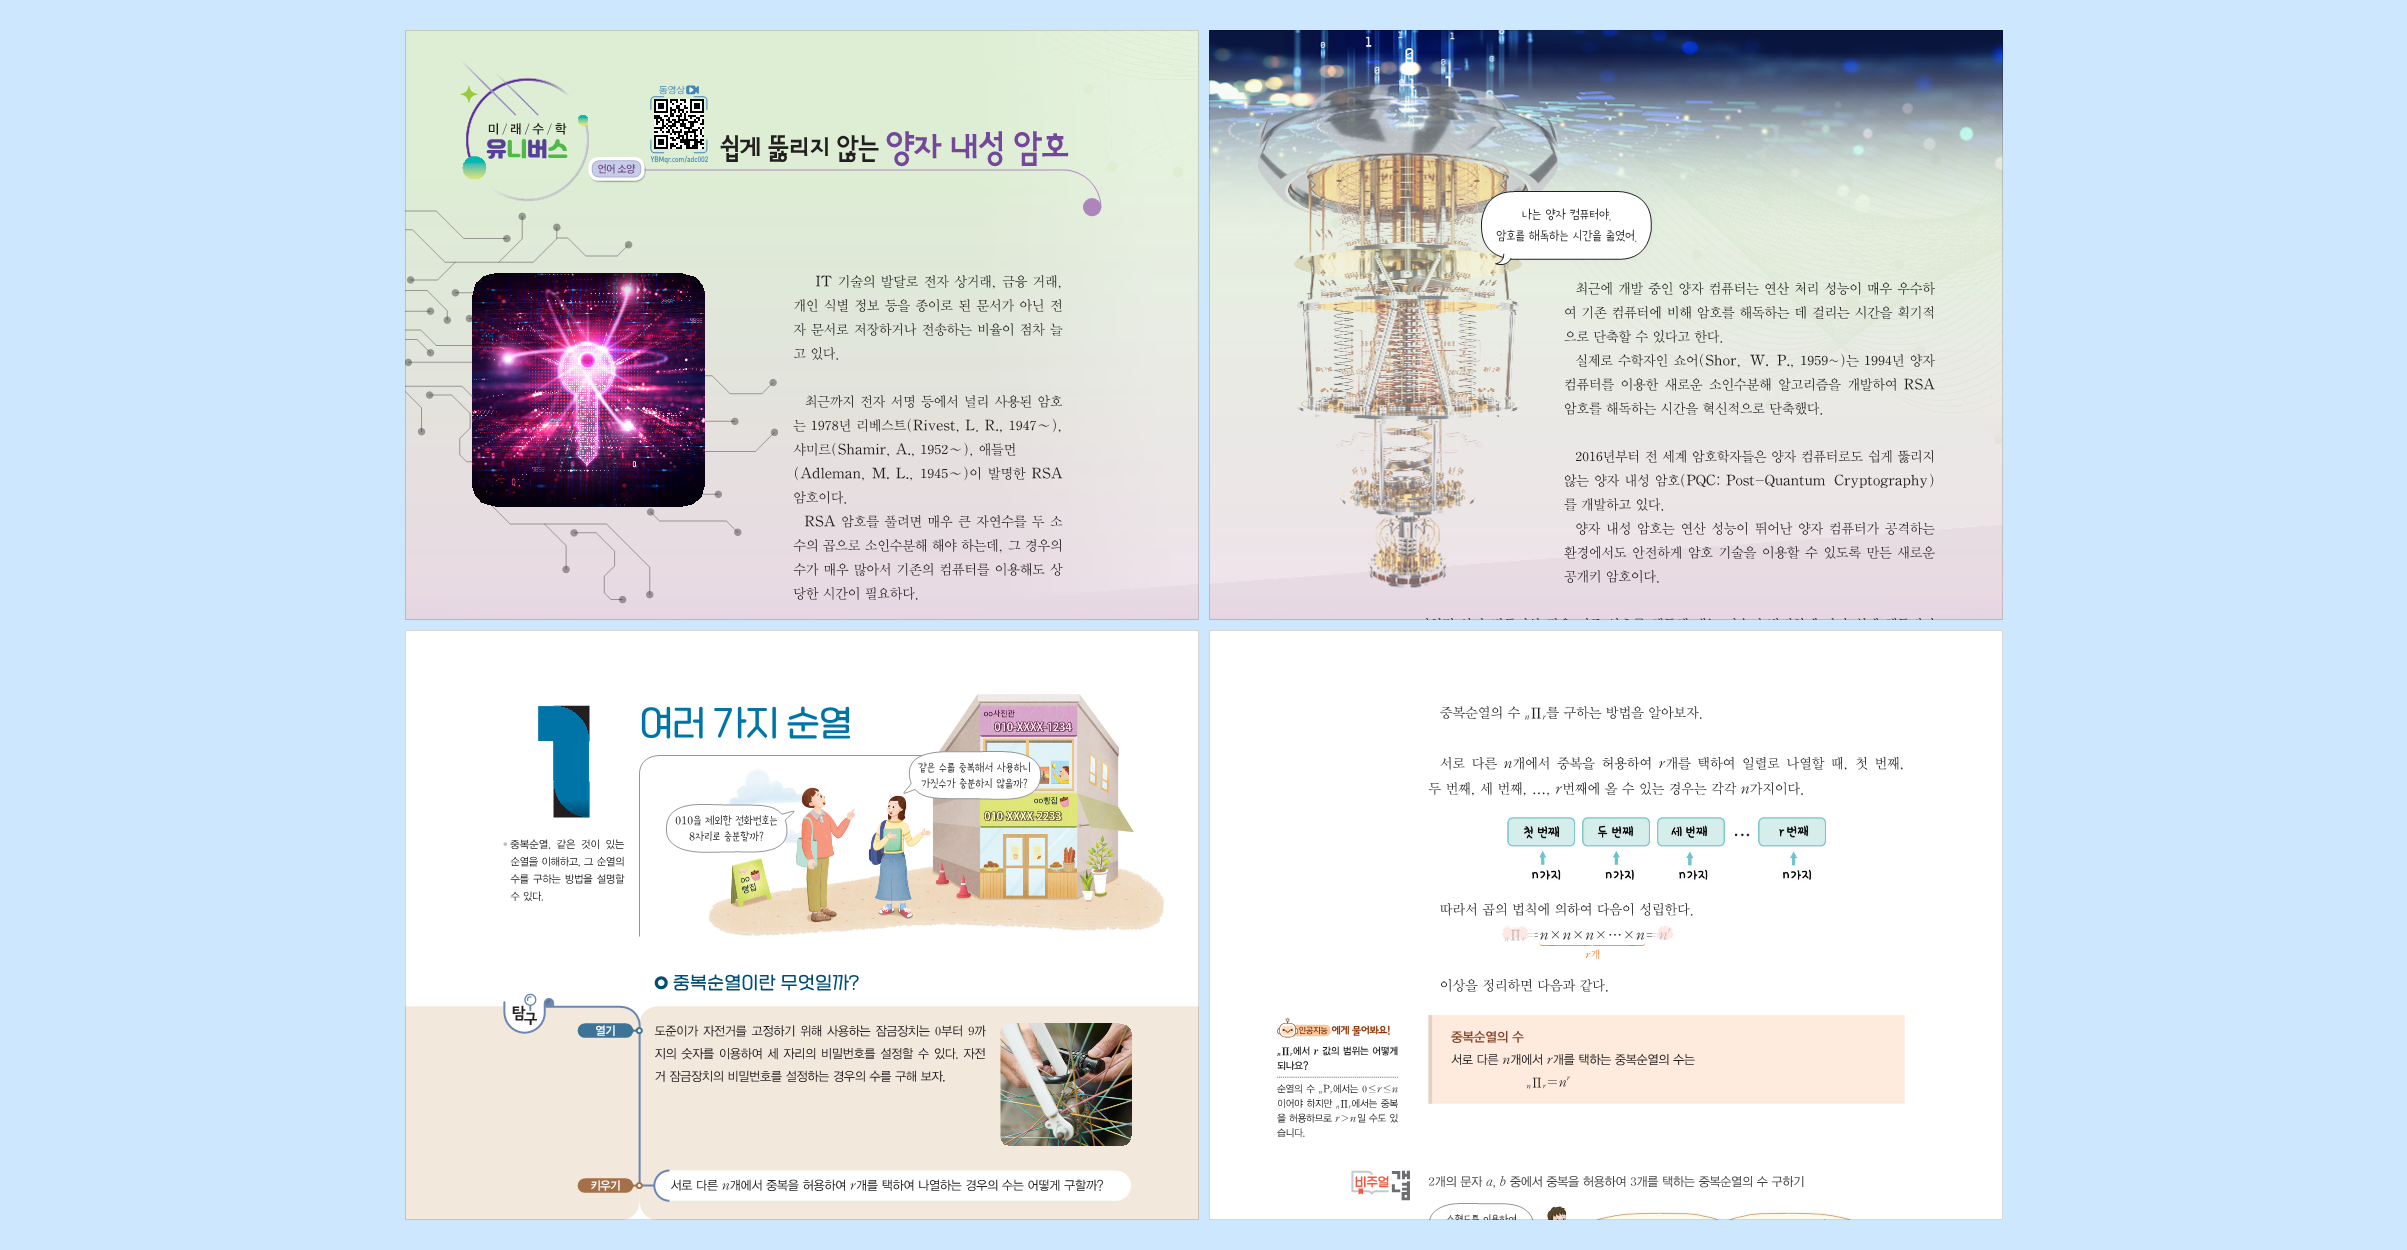 미/래/수/학
유니버스
동영상
YBMqr.com/adc002
언어 소양
쉽게 뚫리지 않는 양자 내성 암호
IT 기술의 발달로 전자 상거래, 금융 거래,
개인 식별 정보 등을 종이로 된 문서가 아닌 전
자 문서로 저장하거나 전송하는 비율이 점차 늘
고 있다.
최근까지 전자 서명 등에서 널리 사용된 암호
는 1978년 리베스트(Rivest, L. R., 1947~),
샤미르(Shamir, A., 1952~), 애들먼
(Adleman, M. L., 1945~)이 발명한 RSA
암호이다.
RSA 암호를 풀려면 매우 큰 자연수를 두 소
수의 곱으로 소인수분해 해야 하는데, 그 경우의
수가 매우 많아서 기존의 컴퓨터를 이용해도 상
당한 시간이 필요하다.
나는 양자 컴퓨터야.
암호를 해독하는 시간을 줄였어.
최근에 개발 중인 양자 컴퓨터는 연산 처리 성능이 매우 우수하
여 기존 컴퓨터에 비해 암호를 해독하는 데 걸리는 시간을 획기적
으로 단축할 수 있다고 한다.
실제로 수학자인 쇼어(Shor, W. P., 1959~)는 1994년 양자
컴퓨터를 이용한 새로운 소인수분해 알고리즘을 개발하여 RSA
암호를 해독하는 시간을 혁신적으로 단축했다.
2016년부터 전 세계 암호학자들은 양자 컴퓨터로도 쉽게 뚫리지
않는 양자 내성 암호(PQC: Post-Quantum Cryptography)
를 개발하고 있다.
양자 내성 암호는 연산 성능이 뛰어난 양자 컴퓨터가 공격하는
환경에서도 안전하게 암호 기술을 이용할 수 있도록 만든 새로운
공개키 암호이다.
1
여러 가지 순열
중복순열, 같은 것이 있는
순열을 이해하고, 그 순열의
수를 구하는 방법을 설명할
수 있다.
oo사진관
010-XXXX-1234
같은 수를 중복해서 사용하니
가짓수가 충분하지 않을까?
010을 제외한 전화번호는
8자리로 충분할까?
oo빵집
010-XXXX-2233
oo
빵집
중복순열이란 무엇일까?
탐구
열기
도준이가 자전거를 고정하기 위해 사용하는 잠금장치는 0부터 9까
지의 숫자를 이용하여 세 자리의 비밀번호를 설정할 수 있다. 자전
거 잠금장치의 비밀번호를 설정하는 경우의 수를 구해 보자.
키우기
서로 다른 n개에서 중복을 허용하여 r개를 택하여 나열하는 경우의 수는 어떻게 구할까?
중복순열의 수 ₙΠᵣ를 구하는 방법을 알아보자.
서로 다른 n개에서 중복을 허용하여 r개를 택하여 일렬로 나열할 때, 첫 번째,
두 번째, 세 번째, …, r번째에 올 수 있는 경우는 각각 n가지이다.
첫 번째 두 번째 세 번째 … r번째
n가지 n가지 n가지 n가지
따라서 곱의 법칙에 의하여 다음이 성립한다.
ₙΠᵣ=n×n×n×⋯×n=nʳ
r개
이상을 정리하면 다음과 같다.
인공지능 에게 물어봐요!
ₙΠᵣ에서 r 값의 범위는 어떻게
되나요?
순열의 수 ₙPᵣ에서는 0≤r≤n
이어야 하지만 ₙΠᵣ에서는 중복
을 허용하므로 r>n일 수도 있
습니다.
중복순열의 수
서로 다른 n개에서 r개를 택하는 중복순열의 수는
ₙΠᵣ=nʳ
비주얼 개념
2개의 문자 a, b 중에서 중복을 허용하여 3개를 택하는 중복순열의 수 구하기